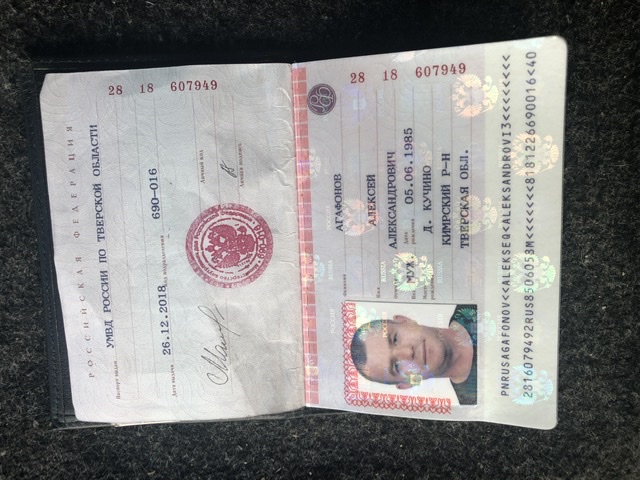 РОССИЙСКАЯ ФЕДЕРАЦИЯ
Паспорт выдан
УМВД РОССИИ ПО ТВЕРСКОЙ ОБЛАСТИ
Дата выдачи 26.12.2018 Код подразделения 690-016
Личный код
Личная подпись
28 18 607949
28 18 607949
Фамилия АГАФОНОВ
Имя АЛЕКСЕЙ
Отчество АЛЕКСАНДРОВИЧ
Пол МУЖ. Дата рождения 05.06.1985
Место рождения Д. КУЧИНО
КИМРСКИЙ Р-Н
ТВЕРСКАЯ ОБЛ.
PNRUSAGAFONOV<<ALEKSEQ<ALEKSANDROVI3<<<<<<<<
2816079492RUS8506058M<<<<<<<8181226690016<40